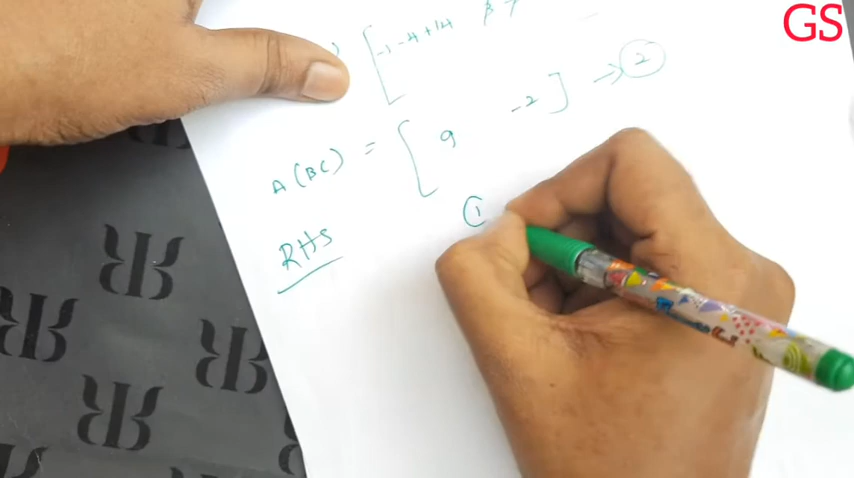 GS
[-1-4+14
A(BC) = [ 9 -2 ] → ②
RHS
①